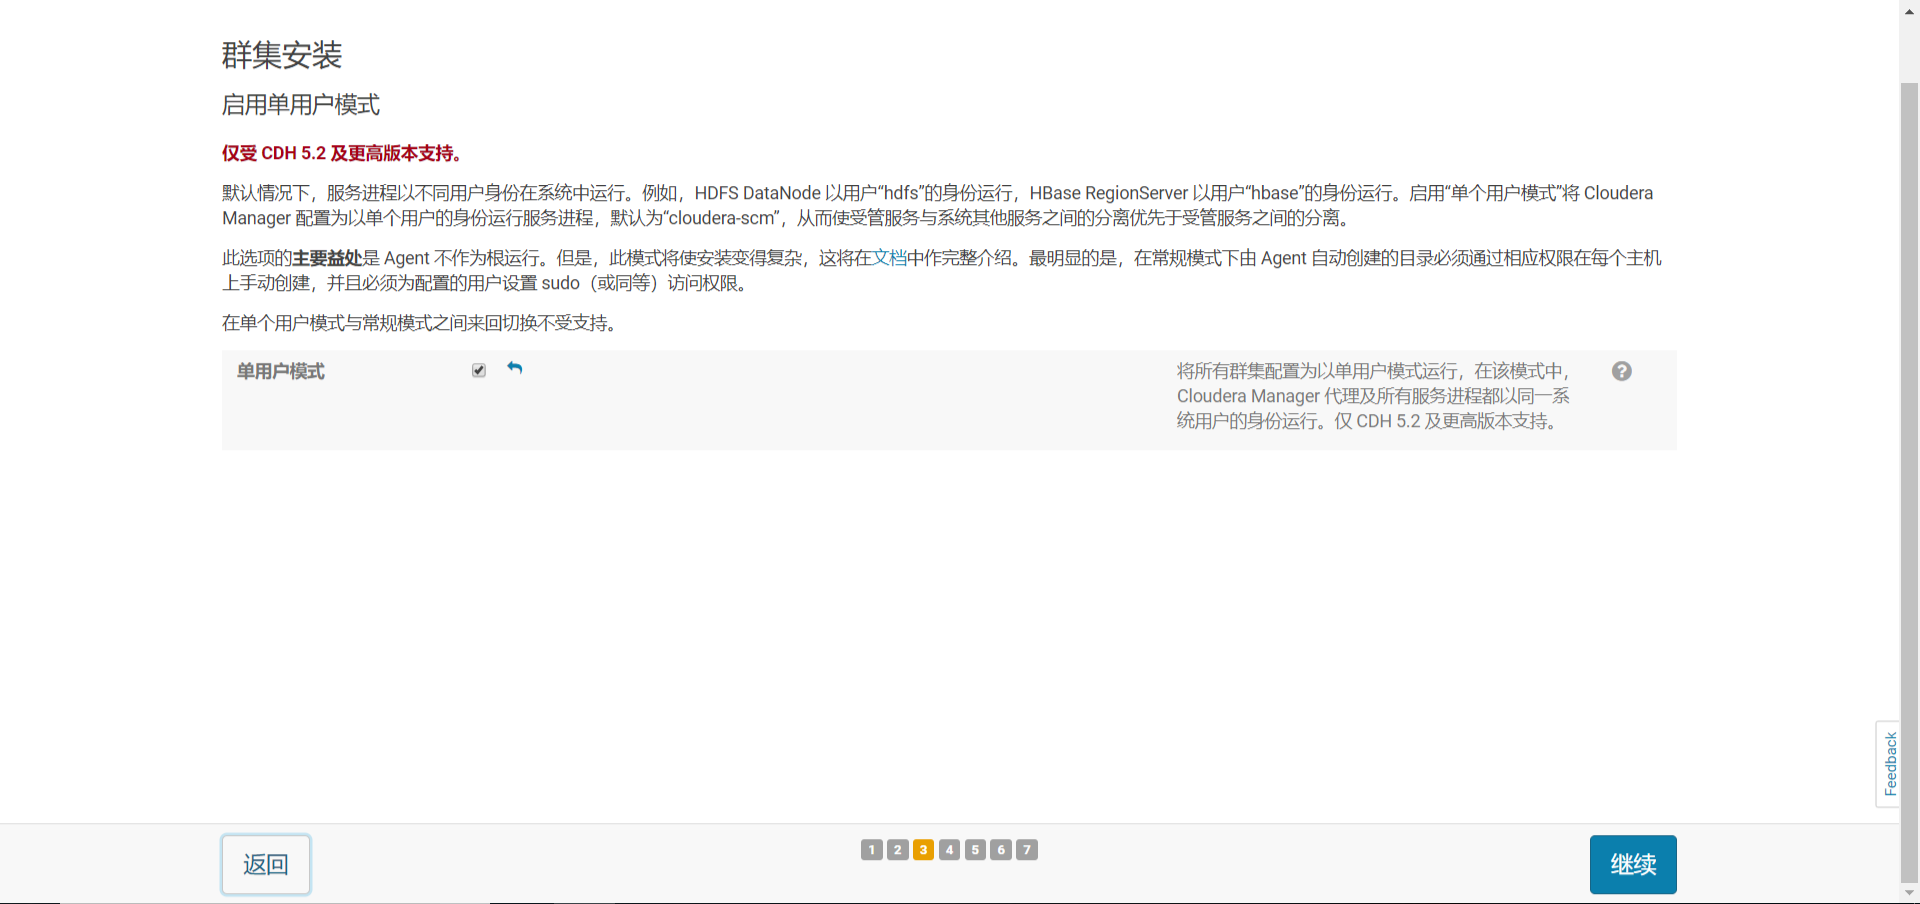 群集安装
启用单用户模式
仅受 CDH 5.2 及更高版本支持。
默认情况下，服务进程以不同用户身份在系统中运行。例如，HDFS DataNode 以用户“hdfs”的身份运行，HBase RegionServer 以用户“hbase”的身份运行。启用“单个用户模式”将 Cloudera
Manager 配置为以单个用户的身份运行服务进程，默认为“cloudera-scm”，从而使受管服务与系统其他服务之间的分离优先于受管服务之间的分离。
此选项的主要益处是 Agent 不作为根运行。但是，此模式将使安装变得复杂，这将在文档中作完整介绍。最明显的是，在常规模式下由 Agent 自动创建的目录必须通过相应权限在每个主机
上手动创建，并且必须为配置的用户设置 sudo（或同等）访问权限。
在单个用户模式与常规模式之间来回切换不受支持。
单用户模式
将所有群集配置为以单用户模式运行，在该模式中，
Cloudera Manager 代理及所有服务进程都以同一系
统用户的身份运行。仅 CDH 5.2 及更高版本支持。
Feedback
返回
1 2 3 4 5 6 7
继续